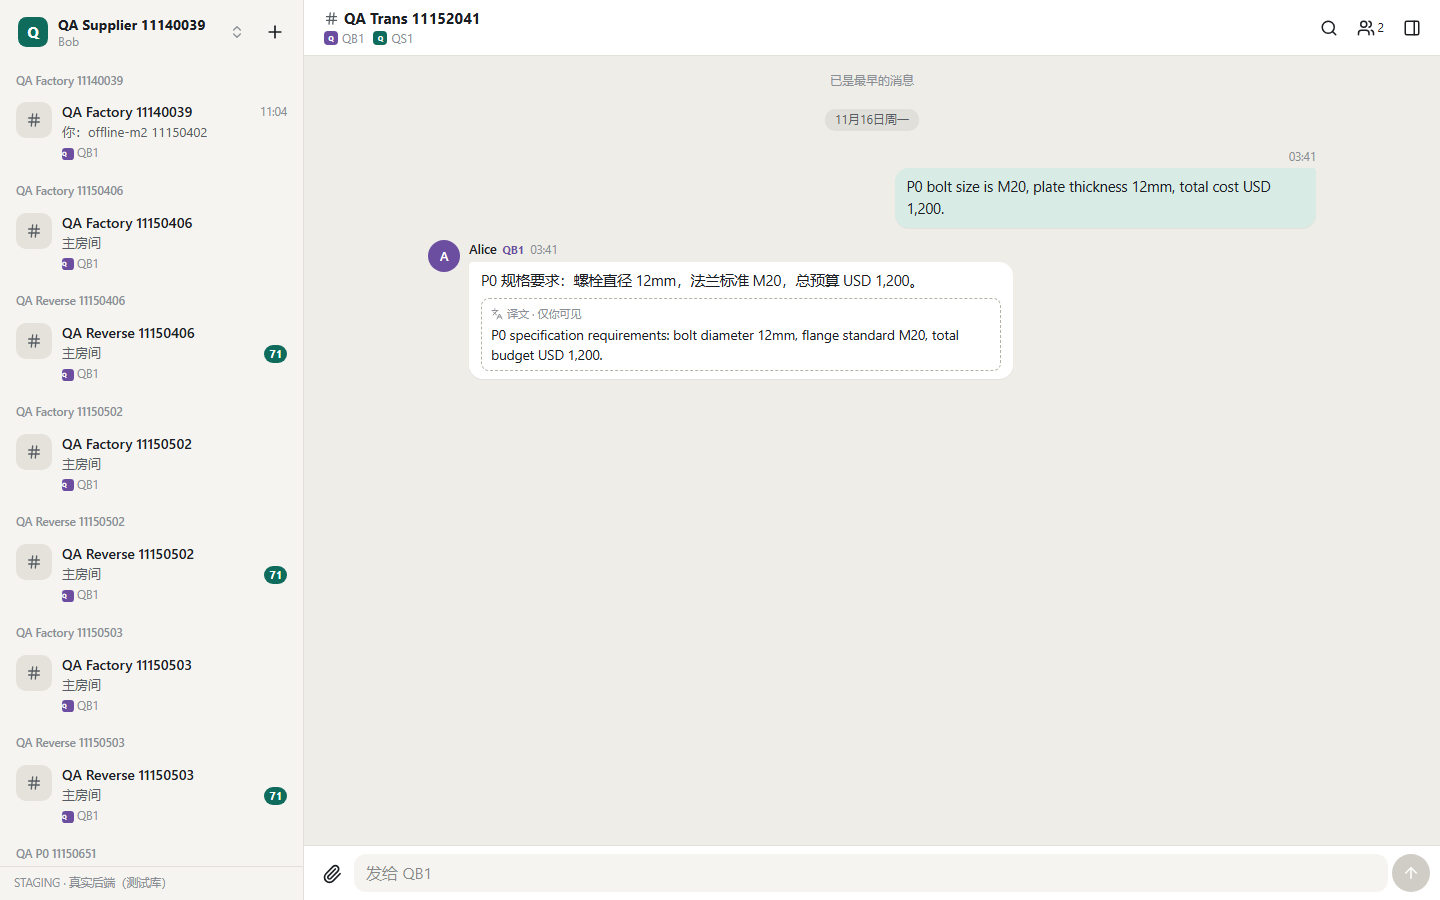 Q
QA Supplier 11140039
Bob
QA Factory 11140039
QA Factory 11140039
11:04
你：offline-m2 11150402
Q QB1
QA Factory 11150406
QA Factory 11150406
主房间
Q QB1
QA Reverse 11150406
QA Reverse 11150406
主房间
71
Q QB1
QA Factory 11150502
QA Factory 11150502
主房间
Q QB1
QA Reverse 11150502
QA Reverse 11150502
主房间
71
Q QB1
QA Factory 11150503
QA Factory 11150503
主房间
Q QB1
QA Reverse 11150503
QA Reverse 11150503
主房间
71
Q QB1
QA P0 11150651
STAGING · 真实后端（测试库）
# QA Trans 11152041
Q QB1 Q QS1
2
已是最早的消息
11月16日周一
03:41
P0 bolt size is M20, plate thickness 12mm, total cost USD
1,200.
A
Alice QB1 03:41
P0 规格要求：螺栓直径 12mm，法兰标准 M20，总预算 USD 1,200。
译文 · 仅你可见
P0 specification requirements: bolt diameter 12mm, flange standard M20, total
budget USD 1,200.
发给 QB1